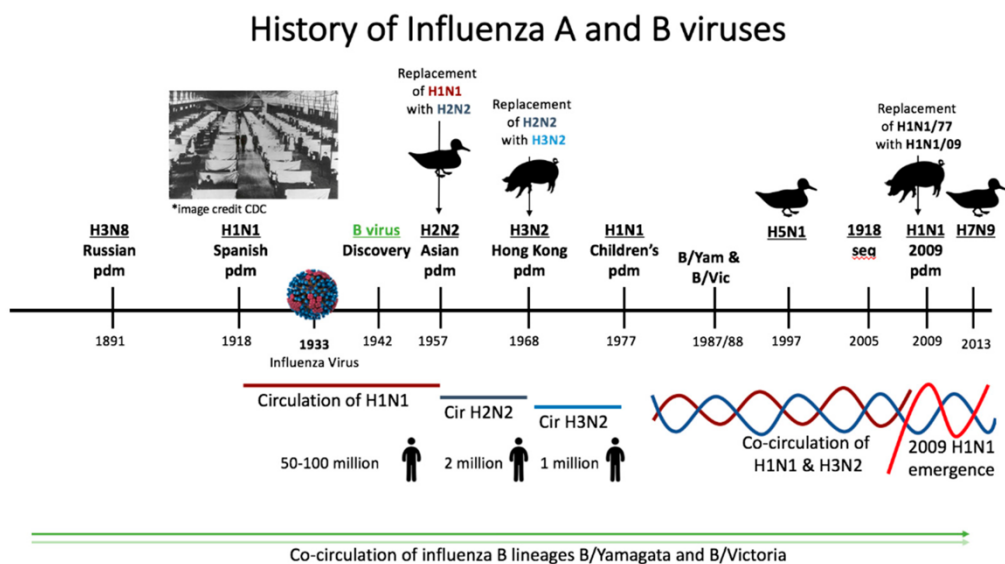 History of Influenza A and B viruses
Replacement
of H1N1
with H2N2
Replacement
of H2N2
with H3N2
Replacement
of H1N1/77
with H1N1/09
*image credit CDC
H3N8
Russian
pdm
H1N1
Spanish
pdm
B virus
Discovery
H2N2
Asian
pdm
H3N2
Hong Kong
pdm
H1N1
Children's
pdm
B/Yam &
B/Vic
H5N1
1918
seq
H1N1
2009
pdm
H7N9
1891
1918
1933
Influenza Virus
1942
1957
1968
1977
1987/88
1997
2005
2009
2013
Circulation of H1N1
Cir H2N2
Cir H3N2
Co-circulation of
H1N1 & H3N2
2009 H1N1
emergence
50-100 million
2 million
1 million
Co-circulation of influenza B lineages B/Yamagata and B/Victoria